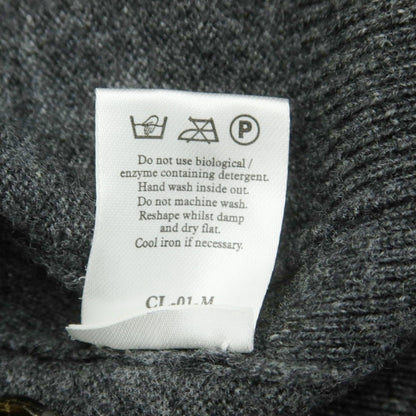 P
Do not use biological /
enzyme containing detergent.
Hand wash inside out.
Do not machine wash.
Reshape whilst damp
and dry flat.
Cool iron if necessary.
CL-01-M